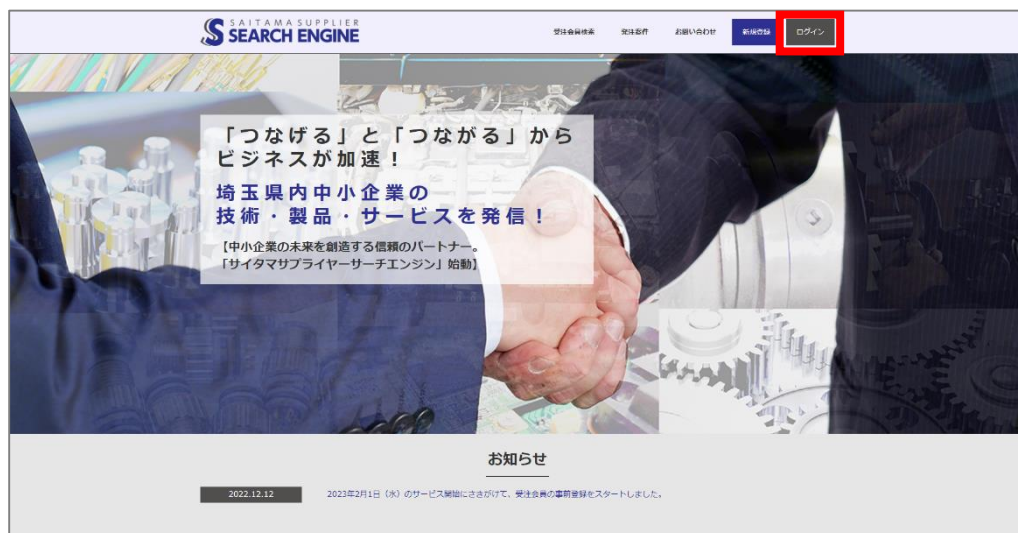 SAITAMA SUPPLIER
SEARCH ENGINE
受注会員検索
発注案件
お問い合わせ
新規登録
ログイン
「つなげる」と「つながる」から
ビジネスが加速！
埼玉県内中小企業の
技術・製品・サービスを発信！
【中小企業の未来を創造する信頼のパートナー。
「サイタマサプライヤーサーチエンジン」始動】
お知らせ
2022.12.12
2023年2月1日（水）のサービス開始にさきがけて、受注会員の事前登録をスタートしました。